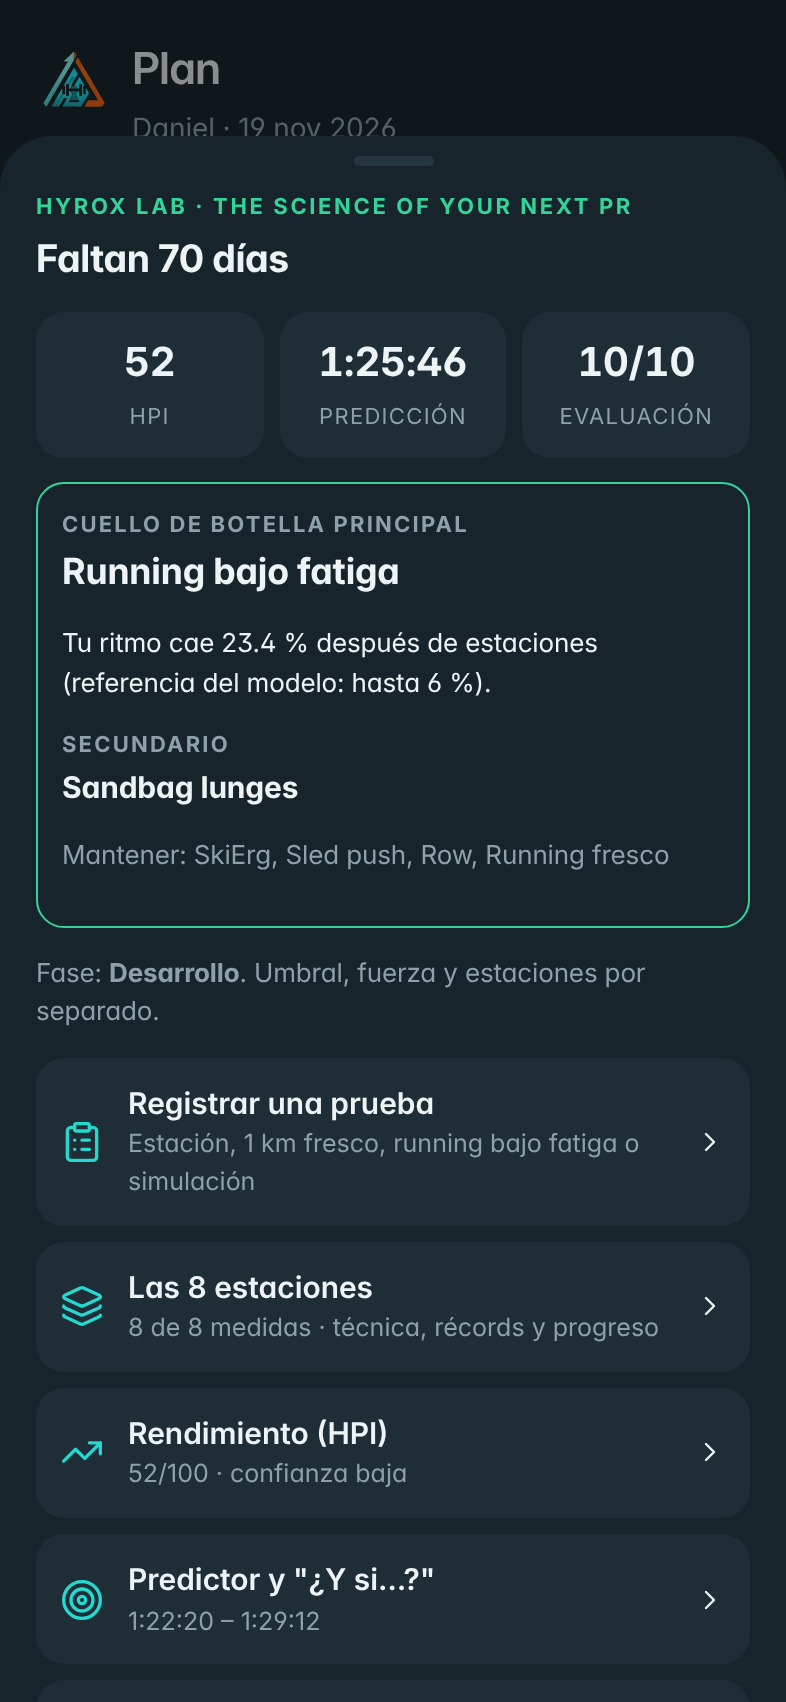 Plan
Daniel · 19 nov 2026
HYROX LAB · THE SCIENCE OF YOUR NEXT PR
Faltan 70 días
52
HPI
1:25:46
PREDICCIÓN
10/10
EVALUACIÓN
CUELLO DE BOTELLA PRINCIPAL
Running bajo fatiga
Tu ritmo cae 23.4 % después de estaciones
(referencia del modelo: hasta 6 %).
SECUNDARIO
Sandbag lunges
Mantener: SkiErg, Sled push, Row, Running fresco
Fase: Desarrollo. Umbral, fuerza y estaciones por
separado.
Registrar una prueba
Estación, 1 km fresco, running bajo fatiga o
simulación
Las 8 estaciones
8 de 8 medidas · técnica, récords y progreso
Rendimiento (HPI)
52/100 · confianza baja
Predictor y "¿Y si...?"
1:22:20 – 1:29:12